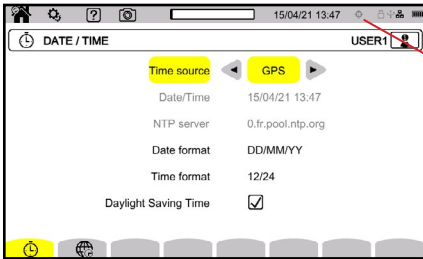 15/04/21 13:47
DATE / TIME USER1
Time source GPS
Date/Time 15/04/21 13:47
NTP server 0.fr.pool.ntp.org
Date format DD/MM/YY
Time format 12/24
Daylight Saving Time